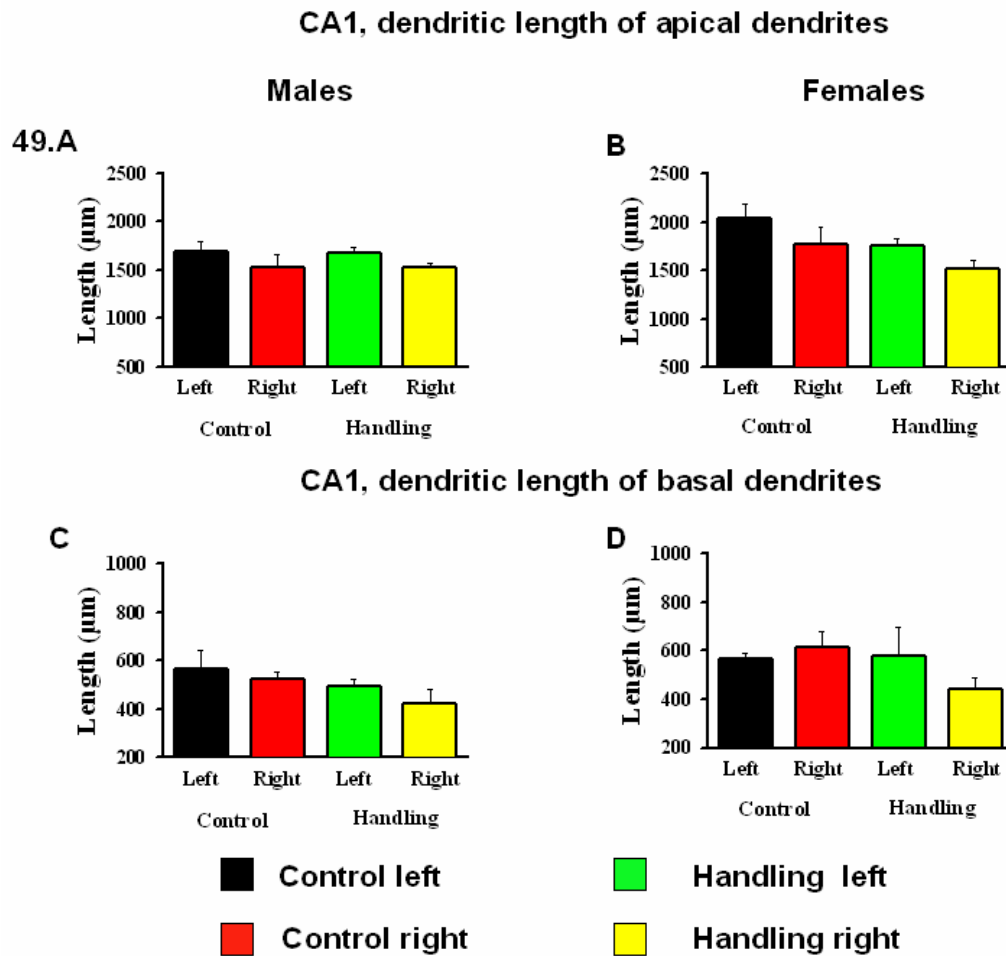 CA1, dendritic length of apical dendrites
Males
Females
49.A
B
Length (µm)
2500
2000
1500
1000
500
Left Right Left Right
Control Handling
Length (µm)
2500
2000
1500
1000
500
Left Right Left Right
Control Handling
CA1, dendritic length of basal dendrites
C
D
Length (µm)
1000
800
600
400
200
Left Right Left Right
Control Handling
Length (µm)
1000
800
600
400
200
Left Right Left Right
Control Handling
Control left
Handling left
Control right
Handling right